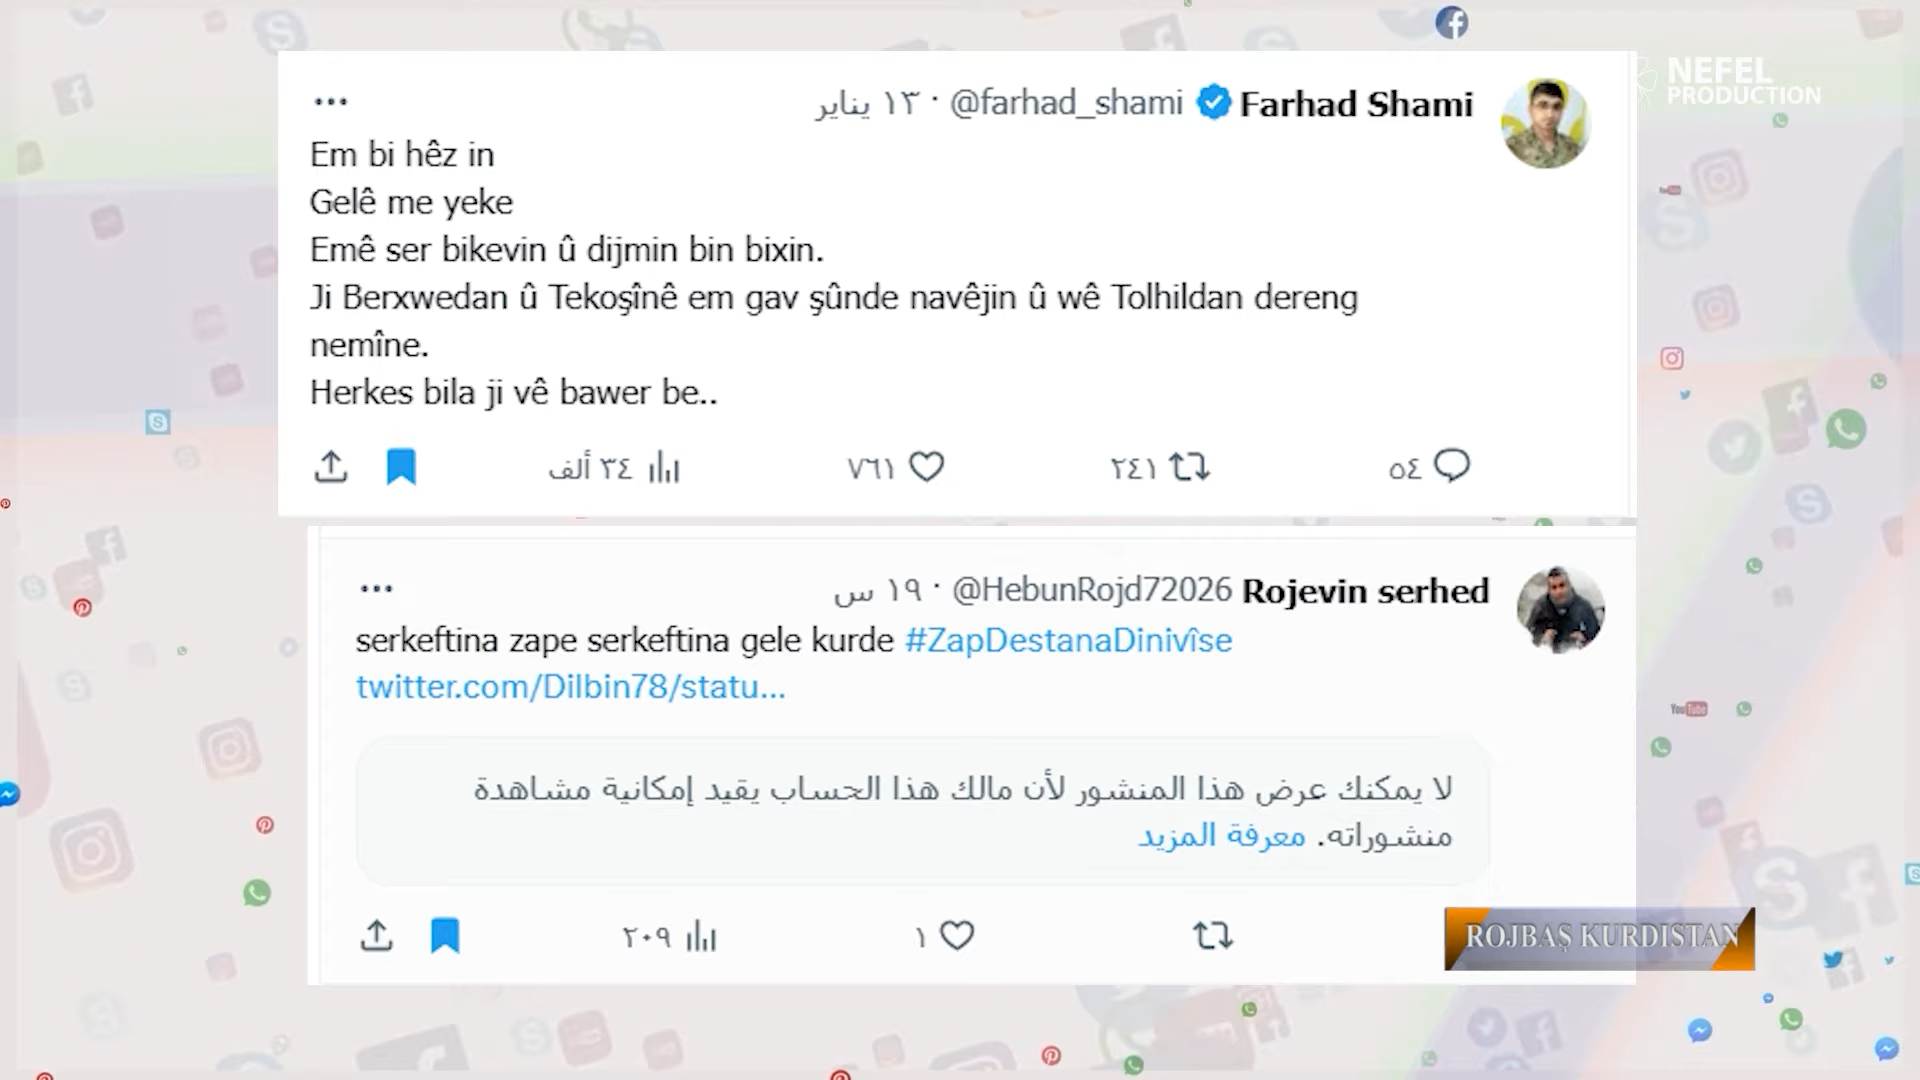 NEFEL
PRODUCTION
Farhad Shami @farhad_shami · ١٣ يناير
Em bi hêz in
Gelê me yeke
Emê ser bikevin û dijmin bin bixin.
Ji Berxwedan û Tekoşînê em gav şûnde navêjin û wê Tolhildan dereng
nemîne.
Herkes bila ji vê bawer be..
٥٤ ٢٤١ ٧٦١ ٣٤ ألف
Rojevin serhed @HebunRojd72026 · ١٩ س
serkeftina zape serkeftina gele kurde #ZapDestanaDinivîse
twitter.com/Dilbin78/statu...
لا يمكنك عرض هذا المنشور لأن مالك هذا الحساب يقيد إمكانية مشاهدة
منشوراته. معرفة المزيد
١ ٢٠٩
ROJBAŞ KURDISTAN